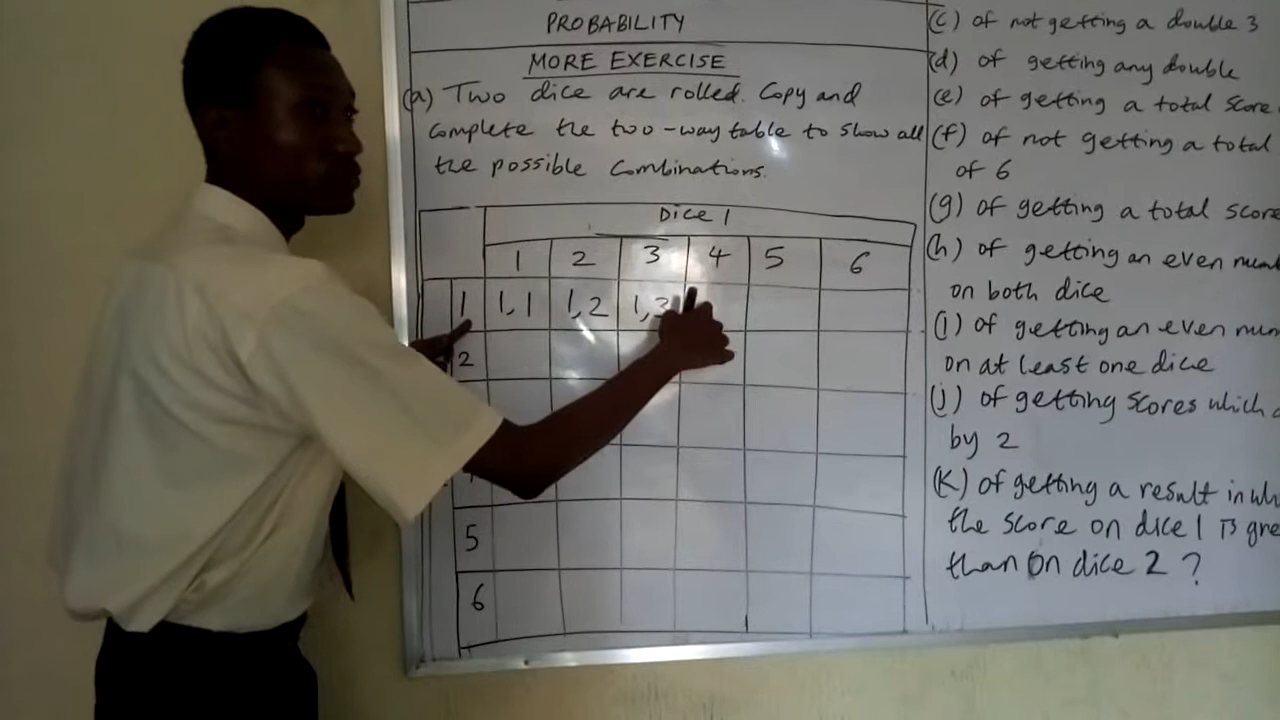 PROBABILITY
MORE EXERCISE
(a) Two dice are rolled. Copy and
complete the two-way table to show all
the possible combinations.
Dice 1
1 2 3 4 5 6
1 1,1 1,2 1,3
2
5
6
(c) of not getting a double 3
(d) of getting any double
(e) of getting a total score
(f) of not getting a total
of 6
(g) of getting a total score
(h) of getting an even num
on both dice
(i) of getting an even num
on at least one dice
(j) of getting scores which
by 2
(k) of getting a result in wh
the score on dice 1 is gre
than on dice 2 ?